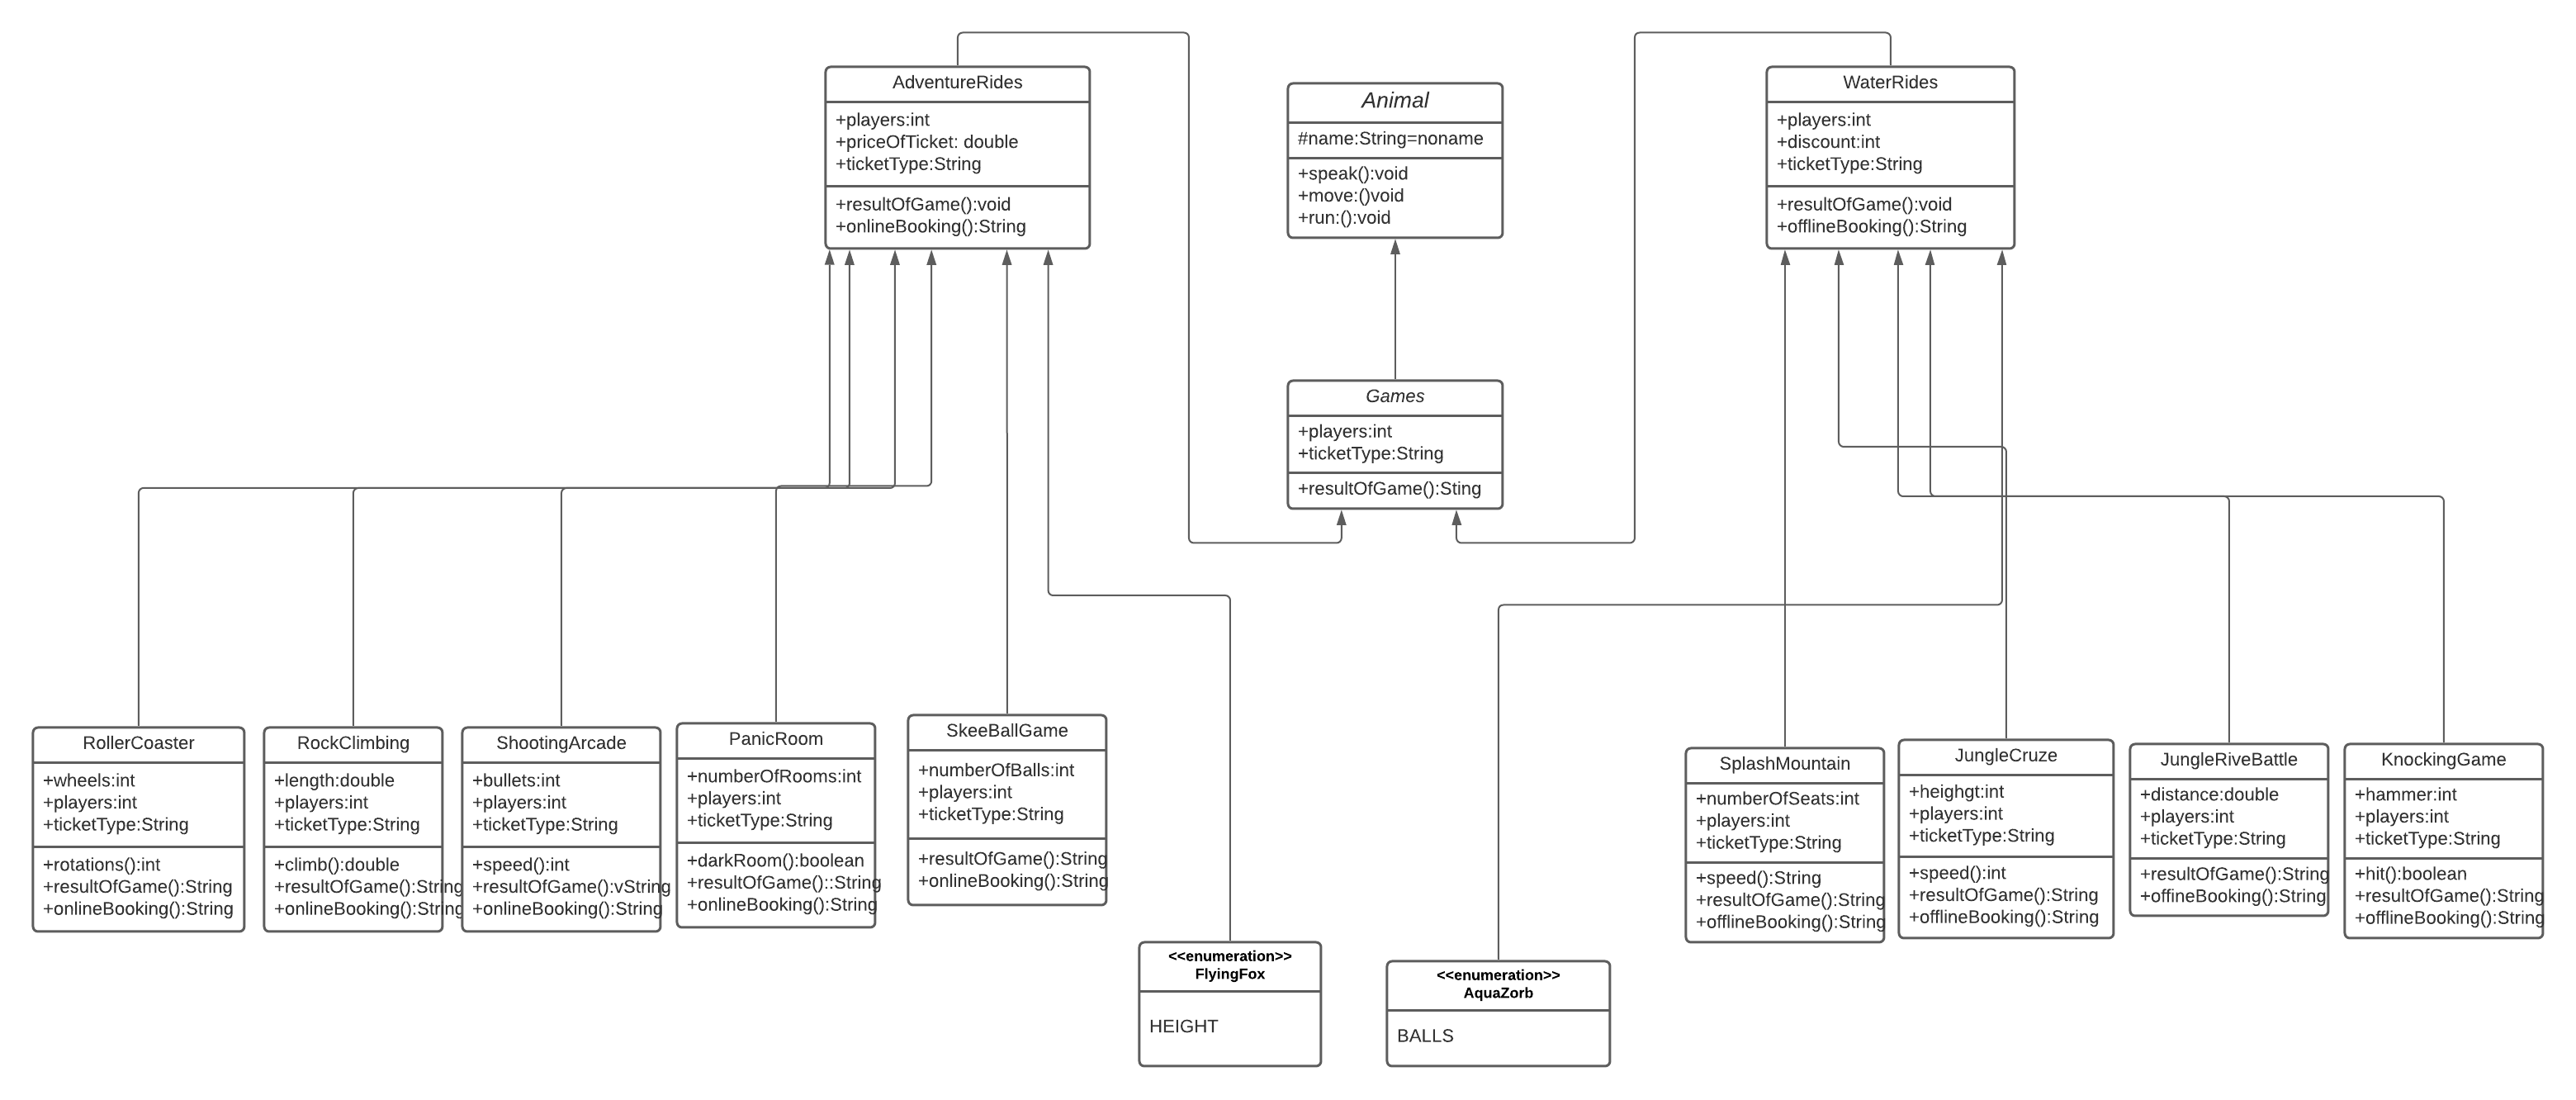 AdventureRides
+players:int
+priceOfTicket: double
+ticketType:String
+resultOfGame():void
+onlineBooking():String
Animal
#name:String=noname
+speak():void
+move:()void
+run:():void
WaterRides
+players:int
+discount:int
+ticketType:String
+resultOfGame():void
+offlineBooking():String
Games
+players:int
+ticketType:String
+resultOfGame():Sting
RollerCoaster
+wheels:int
+players:int
+ticketType:String
+rotations():int
+resultOfGame():String
+onlineBooking():String
RockClimbing
+length:double
+players:int
+ticketType:String
+climb():double
+resultOfGame():String
+onlineBooking():String
ShootingArcade
+bullets:int
+players:int
+ticketType:String
+speed():int
+resultOfGame():vString
+onlineBooking():String
PanicRoom
+numberOfRooms:int
+players:int
+ticketType:String
+darkRoom():boolean
+resultOfGame()::String
+onlineBooking():String
SkeeBallGame
+numberOfBalls:int
+players:int
+ticketType:String
+resultOfGame():String
+onlineBooking():String
<<enumeration>>
FlyingFox
HEIGHT
<<enumeration>>
AquaZorb
BALLS
SplashMountain
+numberOfSeats:int
+players:int
+ticketType:String
+speed():String
+resultOfGame():String
+offlineBooking():String
JungleCruze
+heighgt:int
+players:int
+ticketType:String
+speed():int
+resultOfGame():String
+offlineBooking():String
JungleRiveBattle
+distance:double
+players:int
+ticketType:String
+resultOfGame():String
+offineBooking():String
KnockingGame
+hammer:int
+players:int
+ticketType:String
+hit():boolean
+resultOfGame():String
+offlineBooking():String